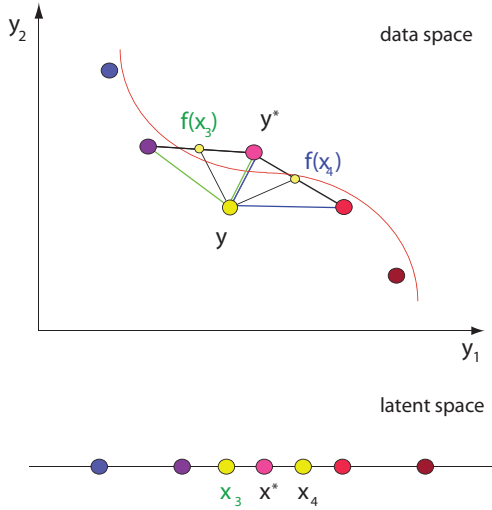 y₂
data space
f(x₃)
y*
f(x₄)
y
y₁
latent space
x₃
x*
x₄